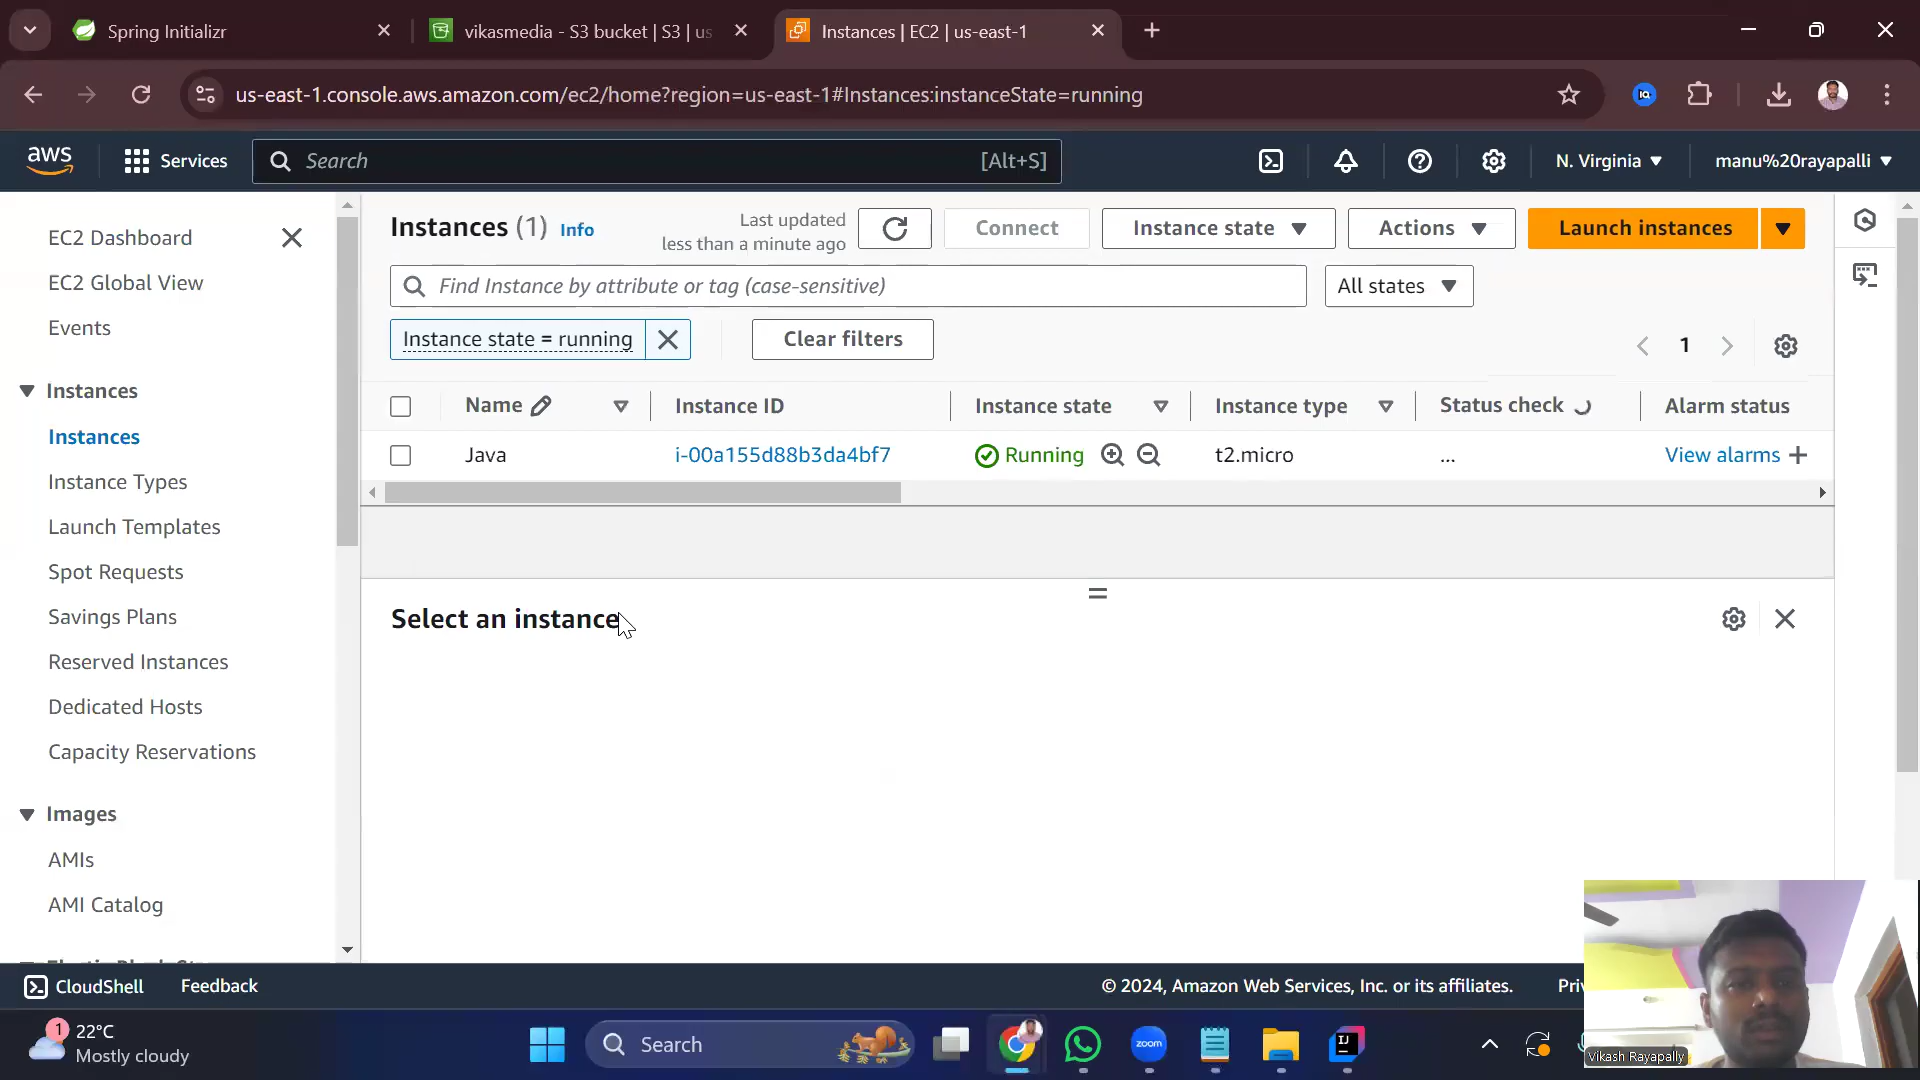 Spring Initializr
vikasmedia - S3 bucket | S3 | us
Instances | EC2 | us-east-1
us-east-1.console.aws.amazon.com/ec2/home?region=us-east-1#Instances:instanceState=running
aws
Services
Search
[Alt+S]
N. Virginia
manu%20rayapalli
EC2 Dashboard
EC2 Global View
Events
Instances
Instances
Instance Types
Launch Templates
Spot Requests
Savings Plans
Reserved Instances
Dedicated Hosts
Capacity Reservations
Images
AMIs
AMI Catalog
Instances (1) Info
Last updated
less than a minute ago
Connect
Instance state
Actions
Launch instances
Find Instance by attribute or tag (case-sensitive)
All states
Instance state = running
Clear filters
1
Name
Instance ID
Instance state
Instance type
Status check
Alarm status
Java
i-00a155d88b3da4bf7
Running
t2.micro
...
View alarms +
Select an instance
CloudShell
Feedback
© 2024, Amazon Web Services, Inc. or its affiliates.
1
22°C
Mostly cloudy
Search
zoom
IJ
Vikash Rayapally